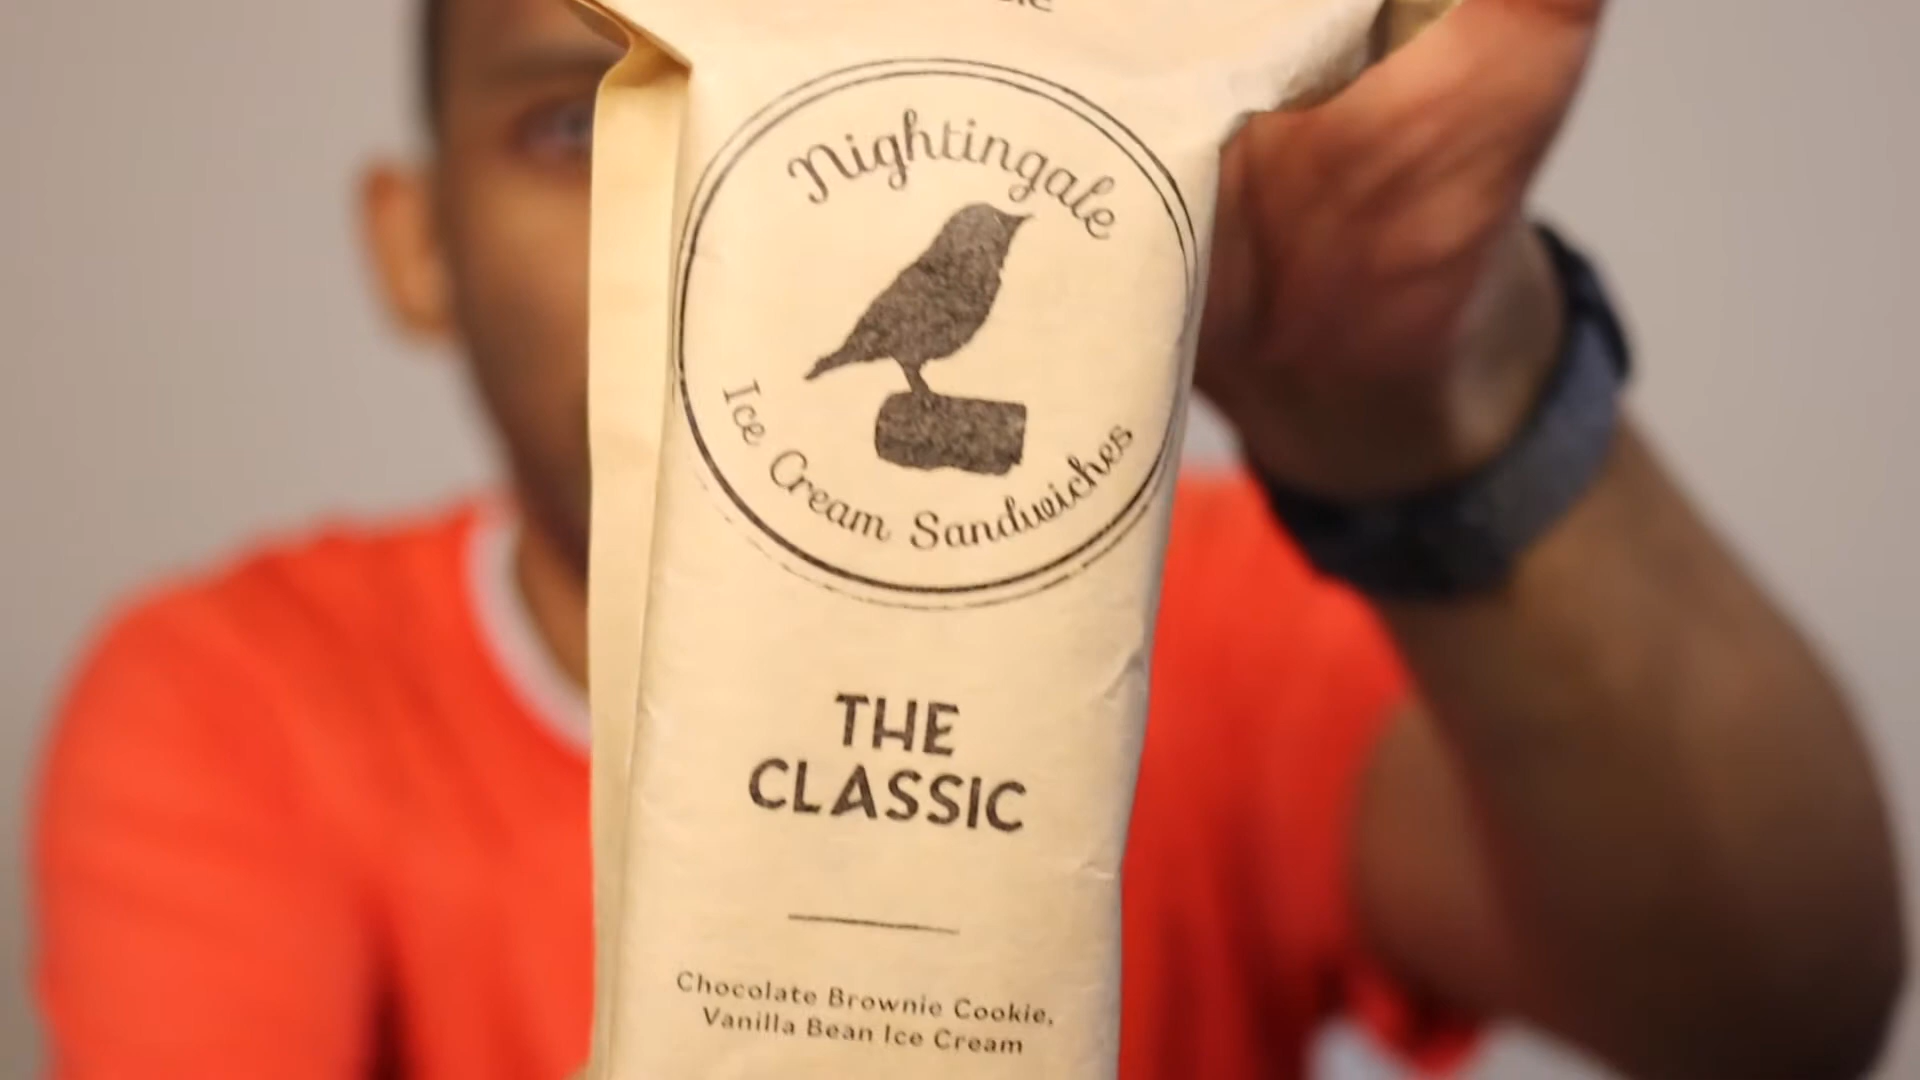 Nightingale
Ice Cream Sandwiches
THE
CLASSIC
Chocolate Brownie Cookie,
Vanilla Bean Ice Cream